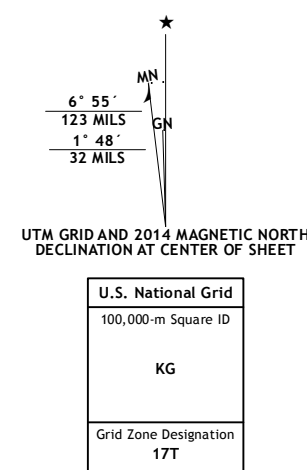 ★
MN
GN
6° 55´
123 MILS
1° 48´
32 MILS
UTM GRID AND 2014 MAGNETIC NORTH
DECLINATION AT CENTER OF SHEET
U.S. National Grid
100,000-m Square ID
KG
Grid Zone Designation
17T